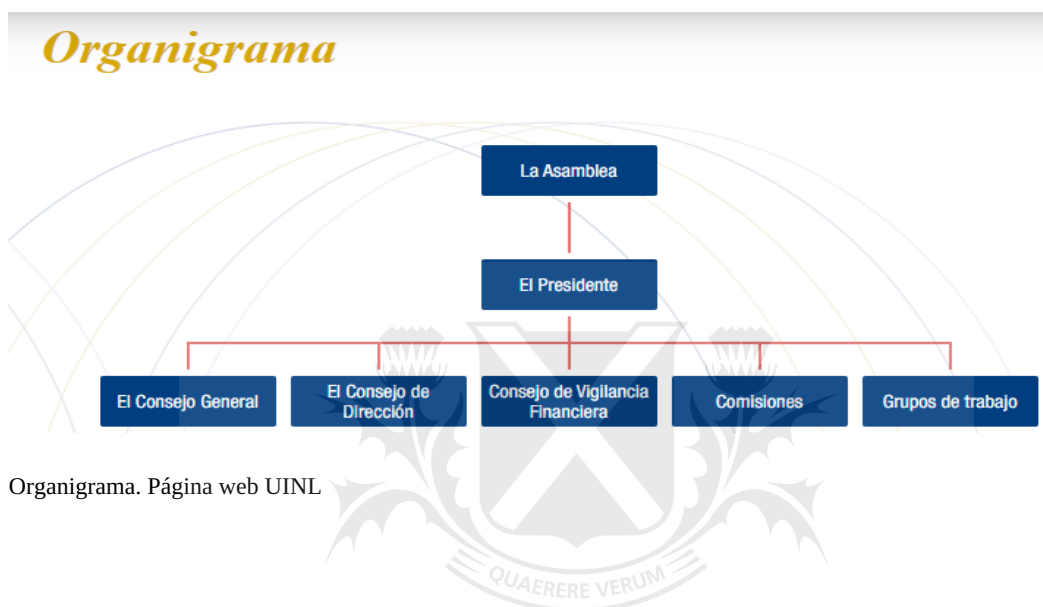 Organigrama
La Asamblea
El Presidente
El Consejo General
El Consejo de
Dirección
Consejo de Vigilancia
Financiera
Comisiones
Grupos de trabajo
Organigrama. Página web UINL
QUAERERE VERUM